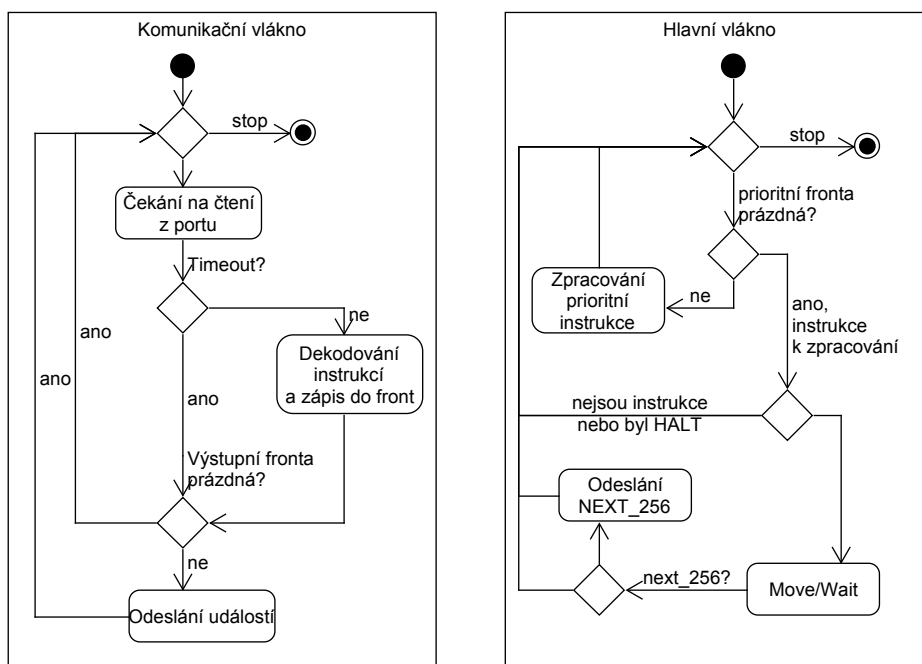 Komunikační vlákno
stop
Čekání na čtení
z portu
Timeout?
ne
ano
ano
Dekodování
instrukcí
a zápis do front
ano
Výstupní fronta
prázdná?
ne
Odeslání událostí
Hlavní vlákno
stop
prioritní fronta
prázdná?
Zpracování
prioritní
instrukce
ne
ano,
instrukce
k zpracování
nejsou instrukce
nebo byl HALT
Odeslání
NEXT_256
next_256?
Move/Wait